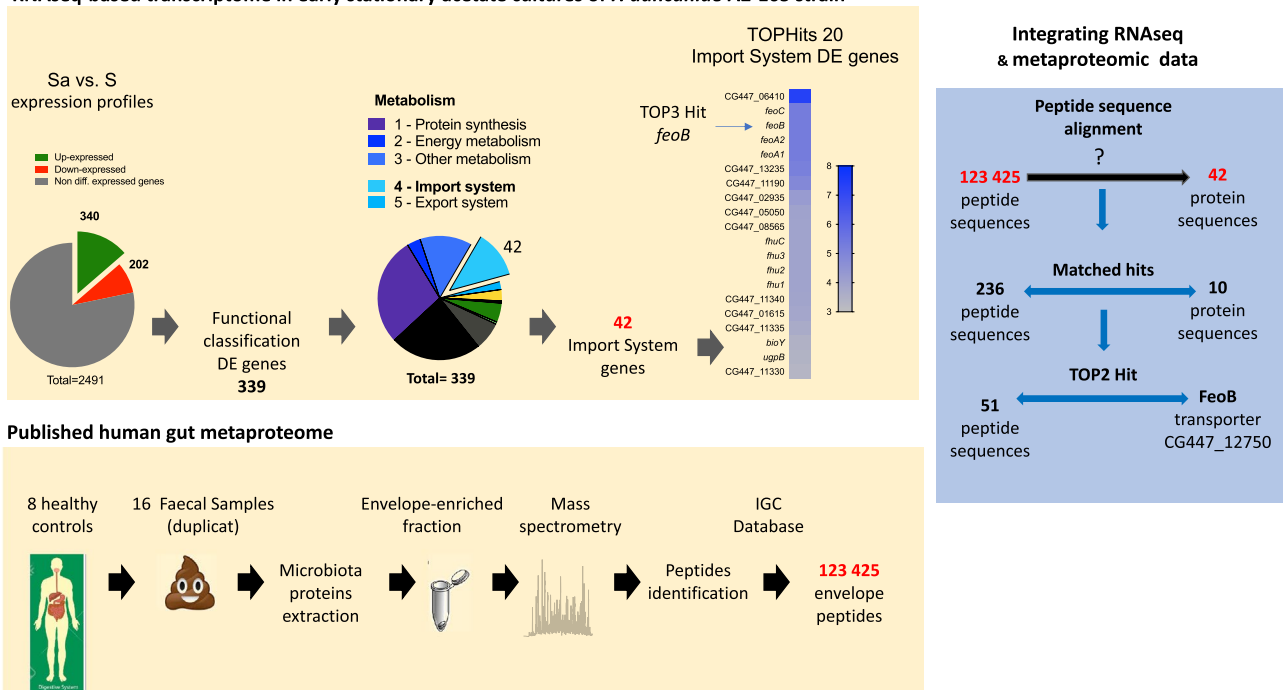 Sa vs. S
expression profiles
Up-expressed
Down-expressed
Non diff. expressed genes
340
202
Total=2491
Functional
classification
DE genes
339
Metabolism
1 - Protein synthesis
2 - Energy metabolism
3 - Other metabolism
4 - Import system
5 - Export system
42
Total= 339
42
Import System
genes
TOPHits 20
Import System DE genes
TOP3 Hit
feoB
CG447_06410
feoC
feoB
feoA2
feoA1
CG447_13235
CG447_11190
CG447_02935
CG447_05050
CG447_08565
fhuC
fhu3
fhu2
fhu1
CG447_11340
CG447_01615
CG447_11335
bioY
ugpB
CG447_11330
8
7
6
5
4
3
Integrating RNAseq
& metaproteomic data
Peptide sequence
alignment
?
123 425
peptide
sequences
42
protein
sequences
Matched hits
236
peptide
sequences
10
protein
sequences
TOP2 Hit
51
peptide
sequences
FeoB
transporter
CG447_12750
Published human gut metaproteome
8 healthy
controls
16 Faecal Samples
(duplicat)
Microbiota
proteins
extraction
Envelope-enriched
fraction
Mass
spectrometry
Peptides
identification
IGC
Database
123 425
envelope
peptides
Digestive System